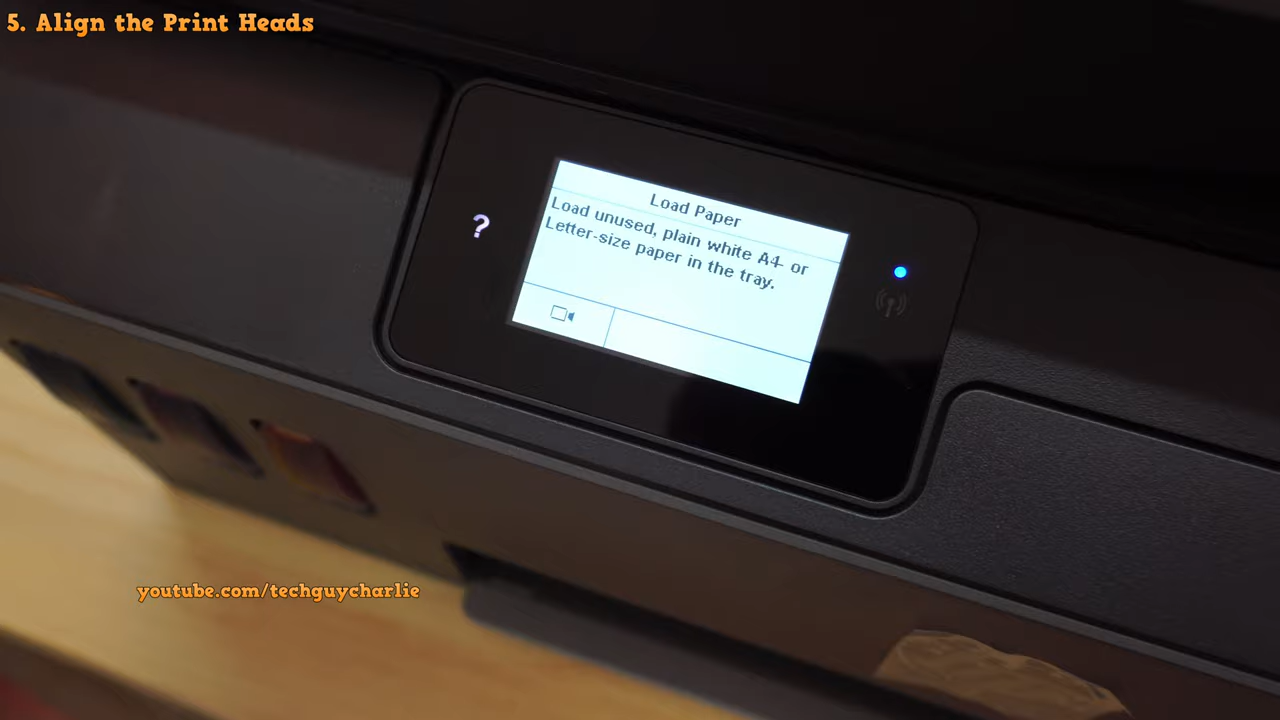 5. Align the Print Heads
Load Paper
Load unused, plain white A4 or
Letter-size paper in the tray.
?
youtube.com/techguycharlie